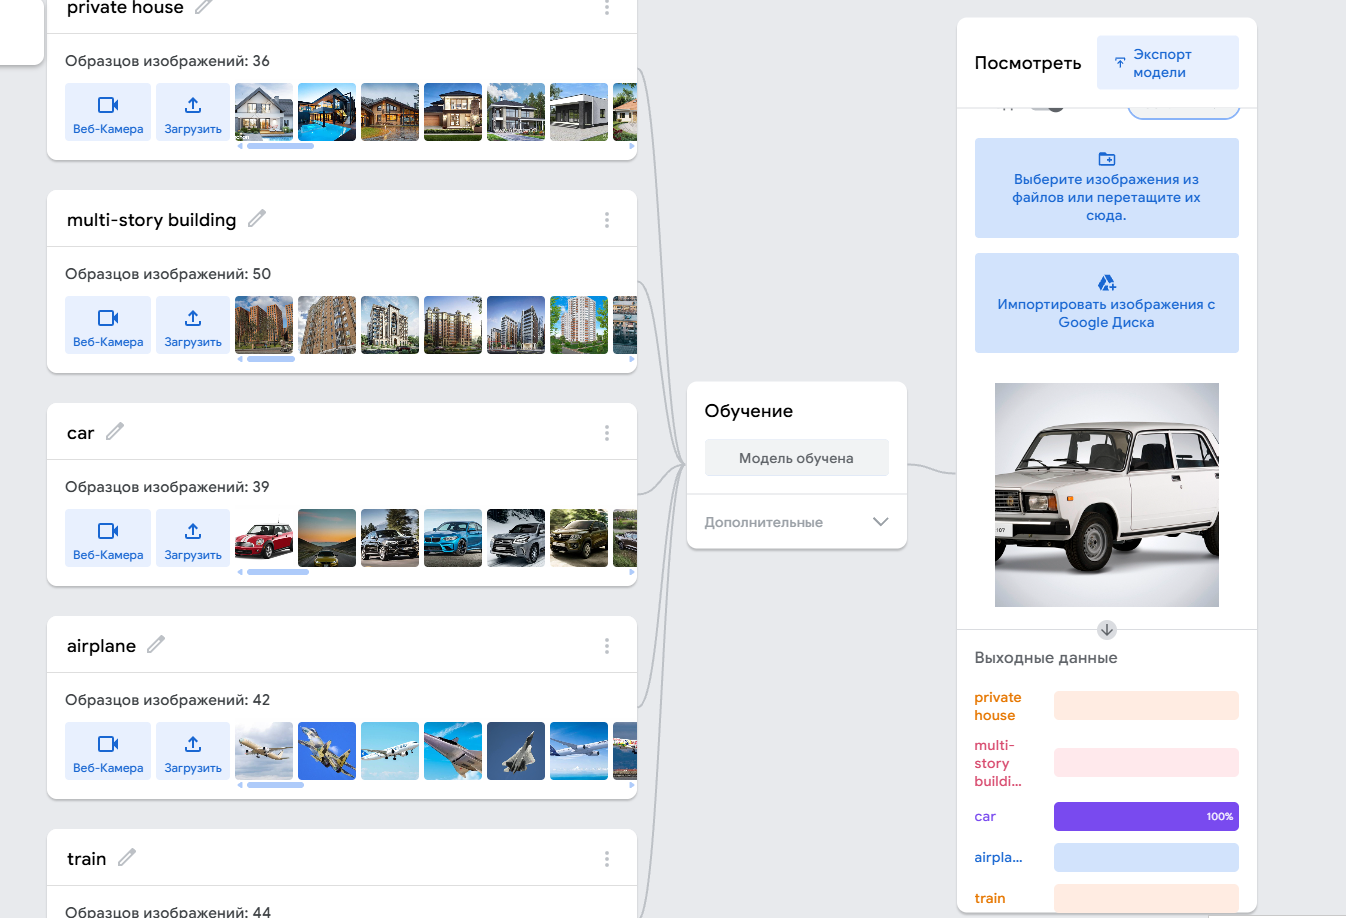 private house
Образцов изображений: 36
Веб-Камера
Загрузить
multi-story building
Образцов изображений: 50
Веб-Камера
Загрузить
car
Образцов изображений: 39
Веб-Камера
Загрузить
airplane
Образцов изображений: 42
Веб-Камера
Загрузить
train
Образцов изображений: 44
Обучение
Модель обучена
Дополнительные
Посмотреть
Экспорт
модели
Выберите изображения из
файлов или перетащите их
сюда.
Импортировать изображения с
Google Диска
Выходные данные
private
house
multi-
story
buildi...
car
100%
airpla...
train